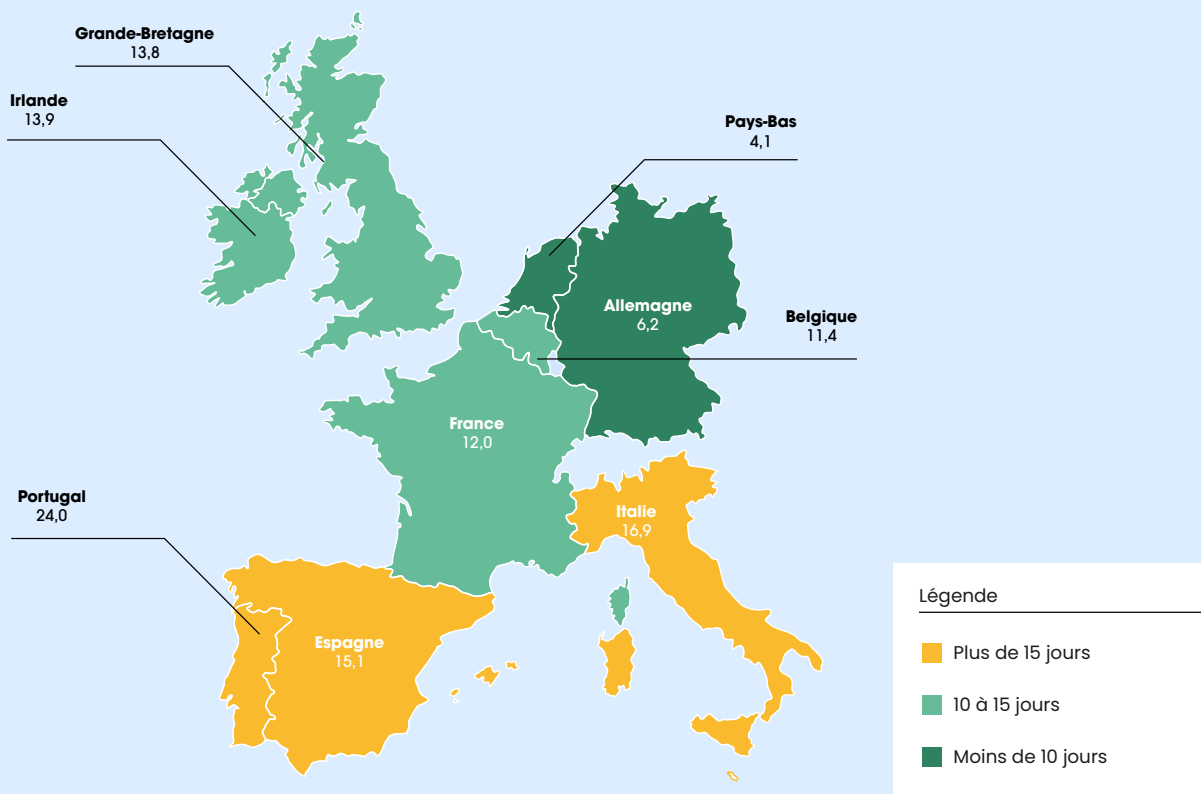 Grande-Bretagne
13,8
Irlande
13,9
Pays-Bas
4,1
Allemagne
6,2
Belgique
11,4
France
12,0
Portugal
24,0
Italie
16,9
Espagne
15,1
Légende
Plus de 15 jours
10 à 15 jours
Moins de 10 jours